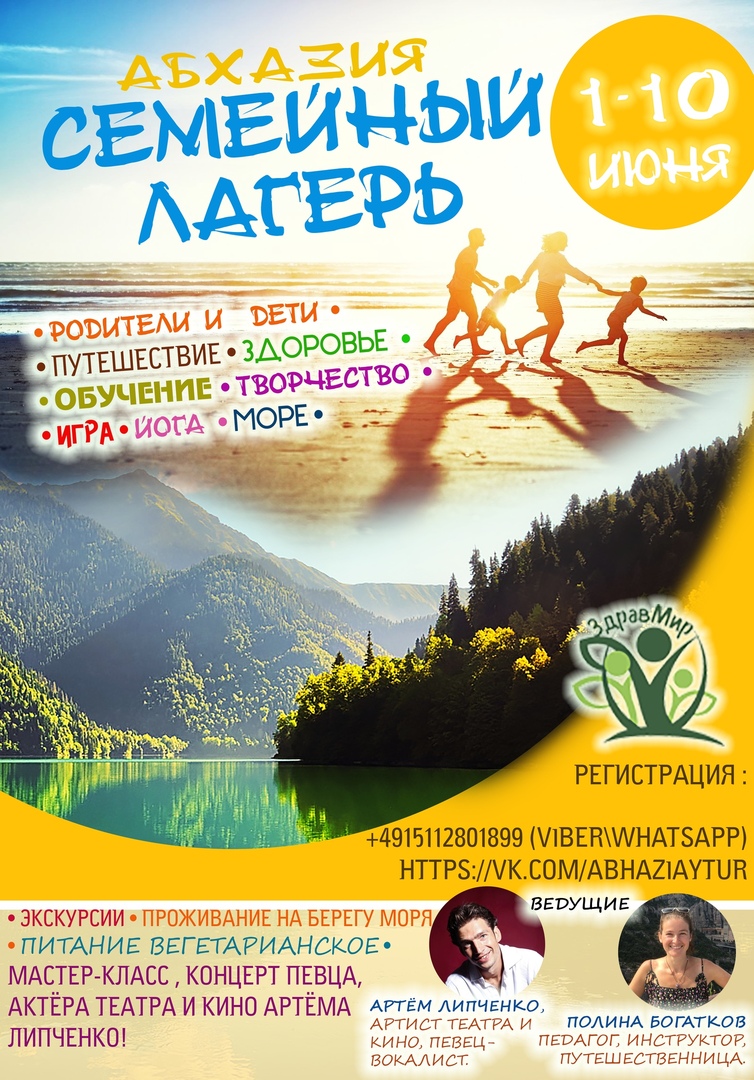 АБХАЗИЯ
СЕМЕЙНЫЙ
ЛАГЕРЬ
1-10
ИЮНЯ
• РОДИТЕЛИ И ДЕТИ •
• ПУТЕШЕСТВИЕ • ЗДОРОВЬЕ •
• ОБУЧЕНИЕ • ТВОРЧЕСТВО •
• ИГРА • ЙОГА • МОРЕ •
ЗдравМир
РЕГИСТРАЦИЯ :
+4915112801899 (VIBER\WHATSAPP)
HTTPS://VK.COM/ABHAZIAYTUR
• ЭКСКУРСИИ • ПРОЖИВАНИЕ НА БЕРЕГУ МОРЯ
• ПИТАНИЕ ВЕГЕТАРИАНСКОЕ •
МАСТЕР-КЛАСС , КОНЦЕРТ ПЕВЦА,
АКТЁРА ТЕАТРА И КИНО АРТЁМА
ЛИПЧЕНКО!
ВЕДУЩИЕ
АРТЁМ ЛИПЧЕНКО,
АРТИСТ ТЕАТРА И
КИНО, ПЕВЕЦ-
ВОКАЛИСТ.
ПОЛИНА БОГАТКОВ
ПЕДАГОГ, ИНСТРУКТОР,
ПУТЕШЕСТВЕННИЦА.